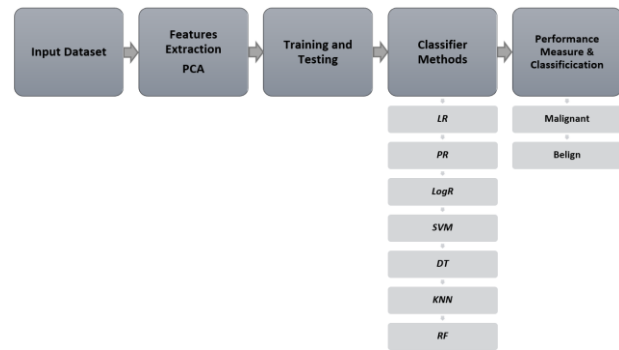 Input Dataset
Features
Extraction
PCA
Training and
Testing
Classifier
Methods
Performance
Measure &
Classificication
LR
PR
LogR
SVM
DT
KNN
RF
Malignant
Belign